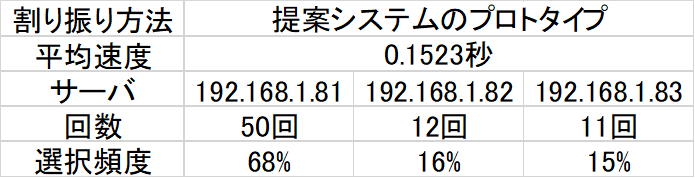 割り振り方法 提案システムのプロトタイプ
平均速度 0.1523秒
サーバ 192.168.1.81 192.168.1.82 192.168.1.83
回数 50回 12回 11回
選択頻度 68% 16% 15%